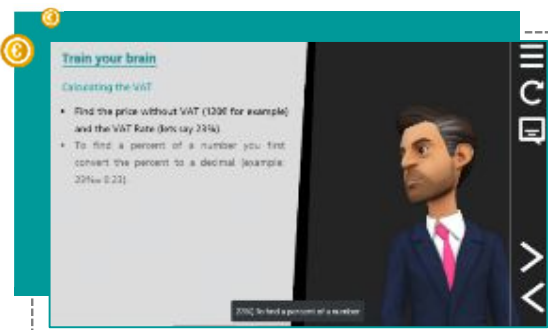 Train your brain
Calculating the VAT
• Find the price without VAT (120€ for example)
and the VAT Rate (lets say 23%).
• To find a percent of a number you first
convert the percent to a decimal (example:
23%= 0.23).
23%) To find a percent of a number